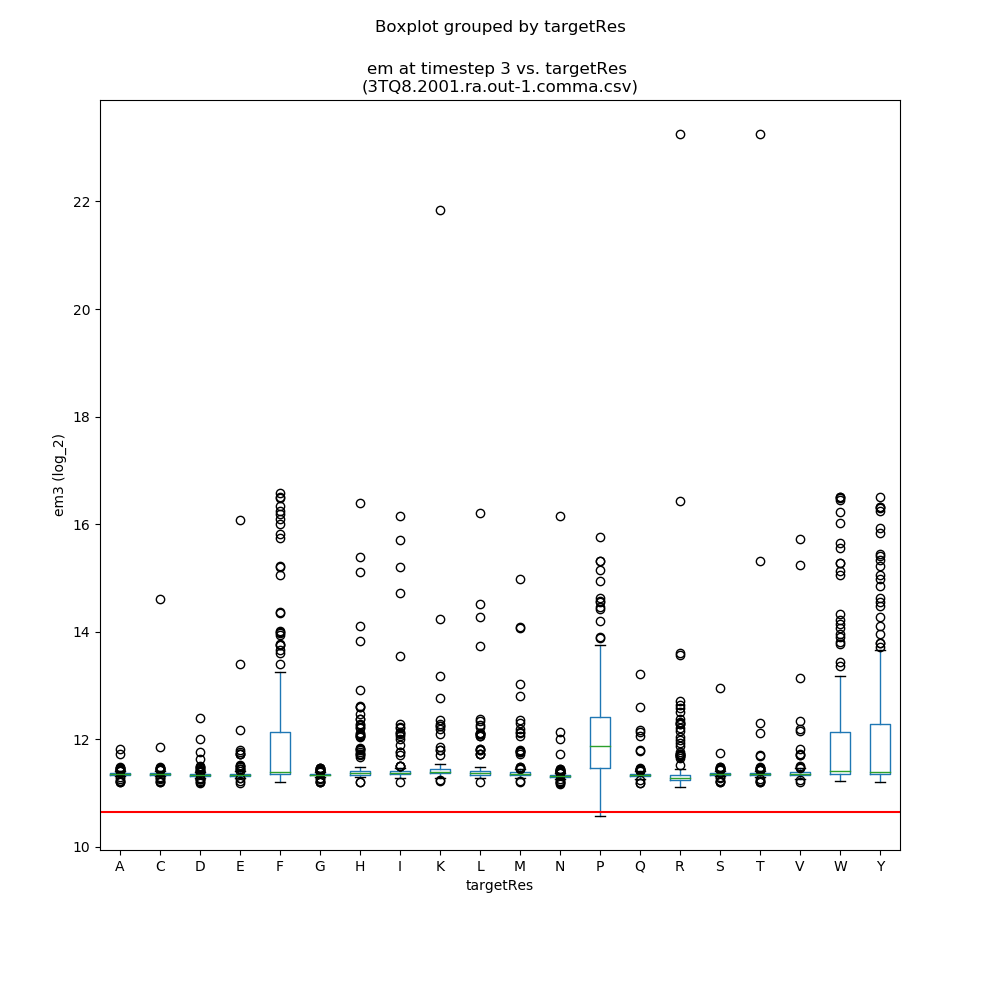 Boxplot grouped by targetRes
em at timestep 3 vs. targetRes
(3TQ8.2001.ra.out-1.comma.csv)
22
20
18
16
14
12
10
em3 (log_2)
A C D E F G H I K L M N P Q R S T V W Y
targetRes